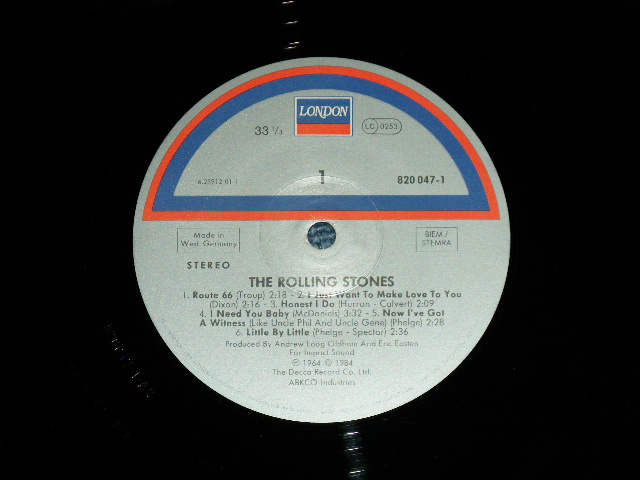 LONDON
33 1/3
LC 0253
6.25912 01 1
1
820 047-1
Made in
West Germany
BIEM/
STEMRA
STEREO
THE ROLLING STONES
1. Route 66 (Troup) 2:18 - 2. I Just Want To Make Love To You
(Dixon) 2:16 - 3. Honest I Do (Hurran - Calvert) 2:09
4. I Need You Baby (McDaniels) 3:32 - 5. Now I've Got
A Witness (Like Uncle Phil And Uncle Gene) (Phelge) 2:28
6. Little By Little (Phelge - Spector) 2:36
Produced By Andrew Loog Oldham And Eric Easton
For Impact Sound
℗ 1964 © 1984
The Decca Record Co. Ltd.
ABKCO Industries